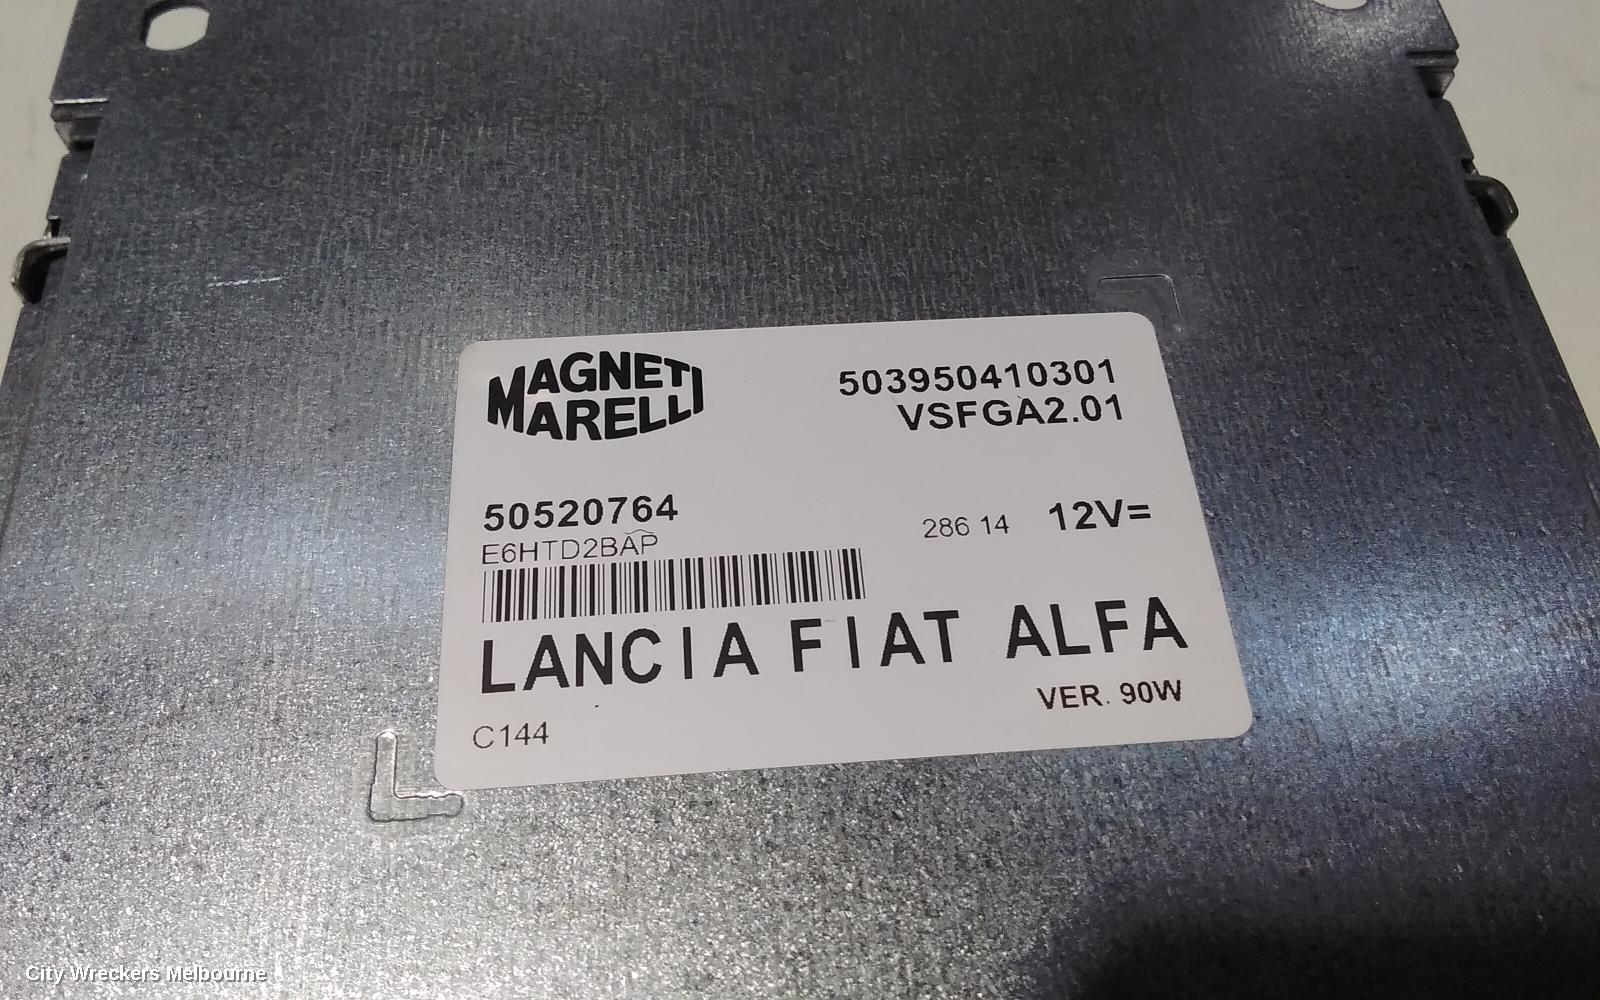 MAGNETI
MARELLI
503950410301
VSFGA2.01
50520764
E6HTD2BAP
286 14
12V=
LANCIA FIAT ALFA
VER. 90W
C144
City Wreckers Melbourne